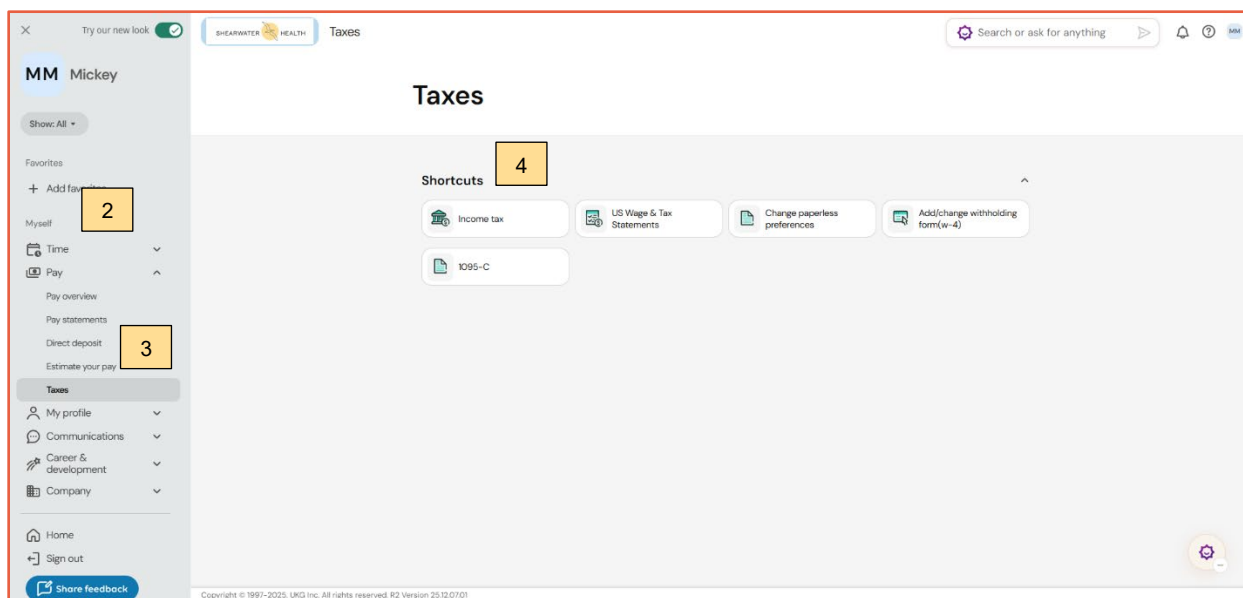 Try our new look
SHEARWATER HEALTH
Taxes
Search or ask for anything
MM
MM Mickey
Taxes
Show: All
Favorites
+ Add favorites
2
Myself
Time
Pay
Pay overview
Pay statements
Direct deposit
3
Estimate your pay
Taxes
My profile
Communications
Career &
development
Company
Home
Sign out
Share feedback
4
Shortcuts
Income tax
US Wage & Tax
Statements
Change paperless
preferences
Add/change withholding
form(w-4)
1095-C
Copyright © 1997-2025, UKG Inc. All rights reserved. R2 Version 25.12.07.01